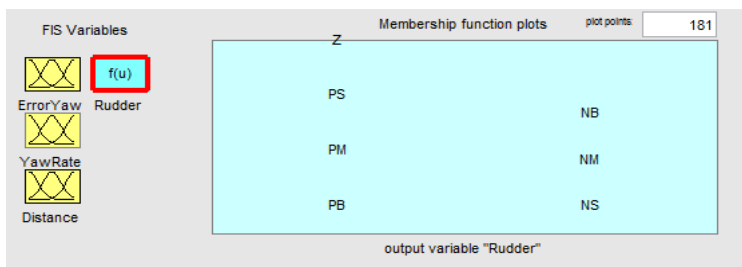 FIS Variables
Membership function plots
plot points:
181
f(u)
ErrorYaw
Rudder
YawRate
Distance
Z
PS
NB
PM
NM
PB
NS
output variable "Rudder"